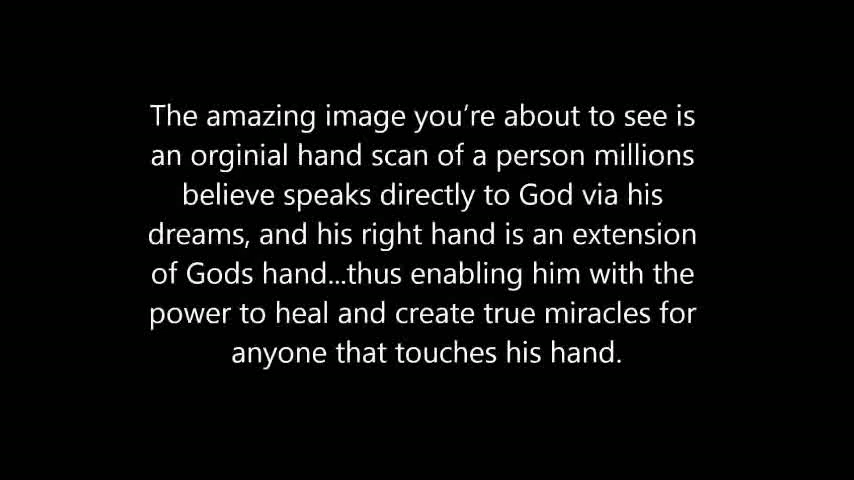 The amazing image you’re about to see is
an orginial hand scan of a person millions
believe speaks directly to God via his
dreams, and his right hand is an extension
of Gods hand...thus enabling him with the
power to heal and create true miracles for
anyone that touches his hand.